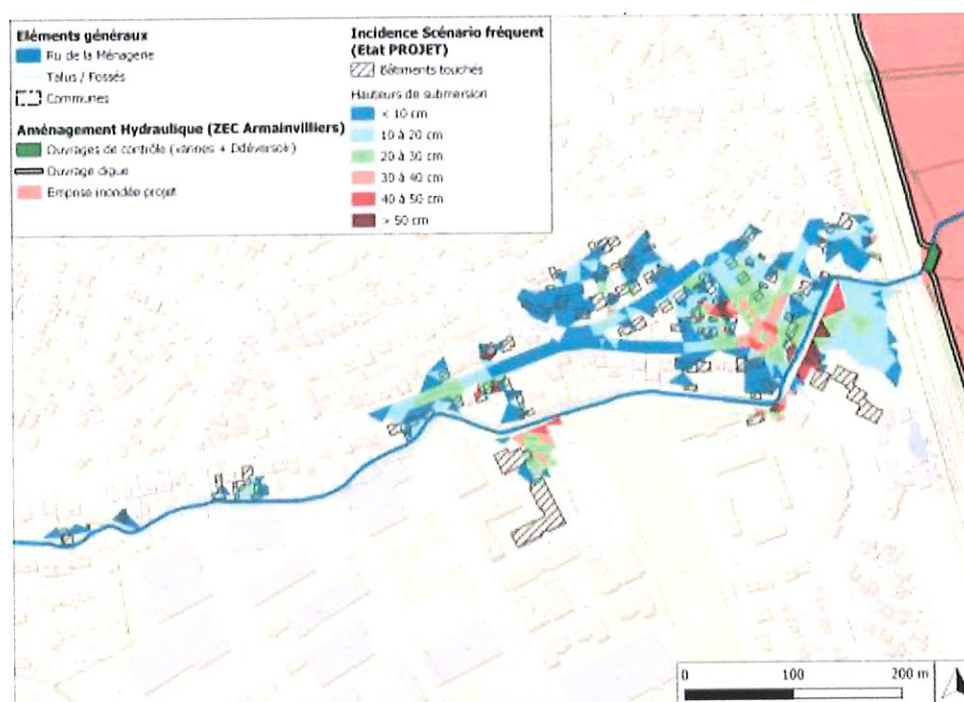 Eléments généraux
Ru de la Ménagerie
Talus / Fossés
Communes
Aménagement Hydraulique (ZEC Armainvilliers)
Ouvrages de contrôle (vannes + Ddéversoir)
Ouvrage digue
Emprise inondée projet
Incidence Scénario fréquent
(Etat PROJET)
Bâtiments touchés
Hauteurs de submersion
< 10 cm
10 à 20 cm
20 à 30 cm
30 à 40 cm
40 à 50 cm
> 50 cm
0 100 200 m